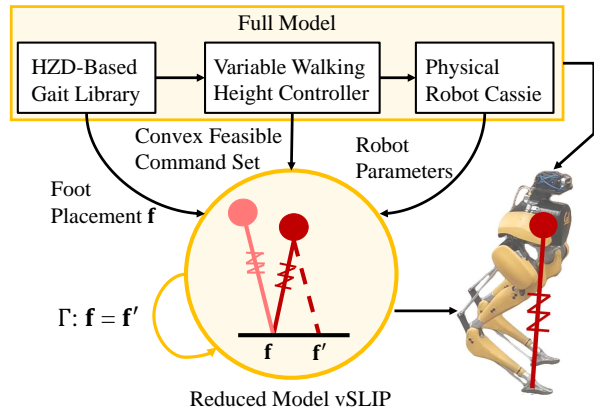 Full Model
HZD-Based
Gait Library
Variable Walking
Height Controller
Physical
Robot Cassie
Convex Feasible
Command Set
Robot
Parameters
Foot
Placement f
Γ: f = f′
f
f′
Reduced Model vSLIP